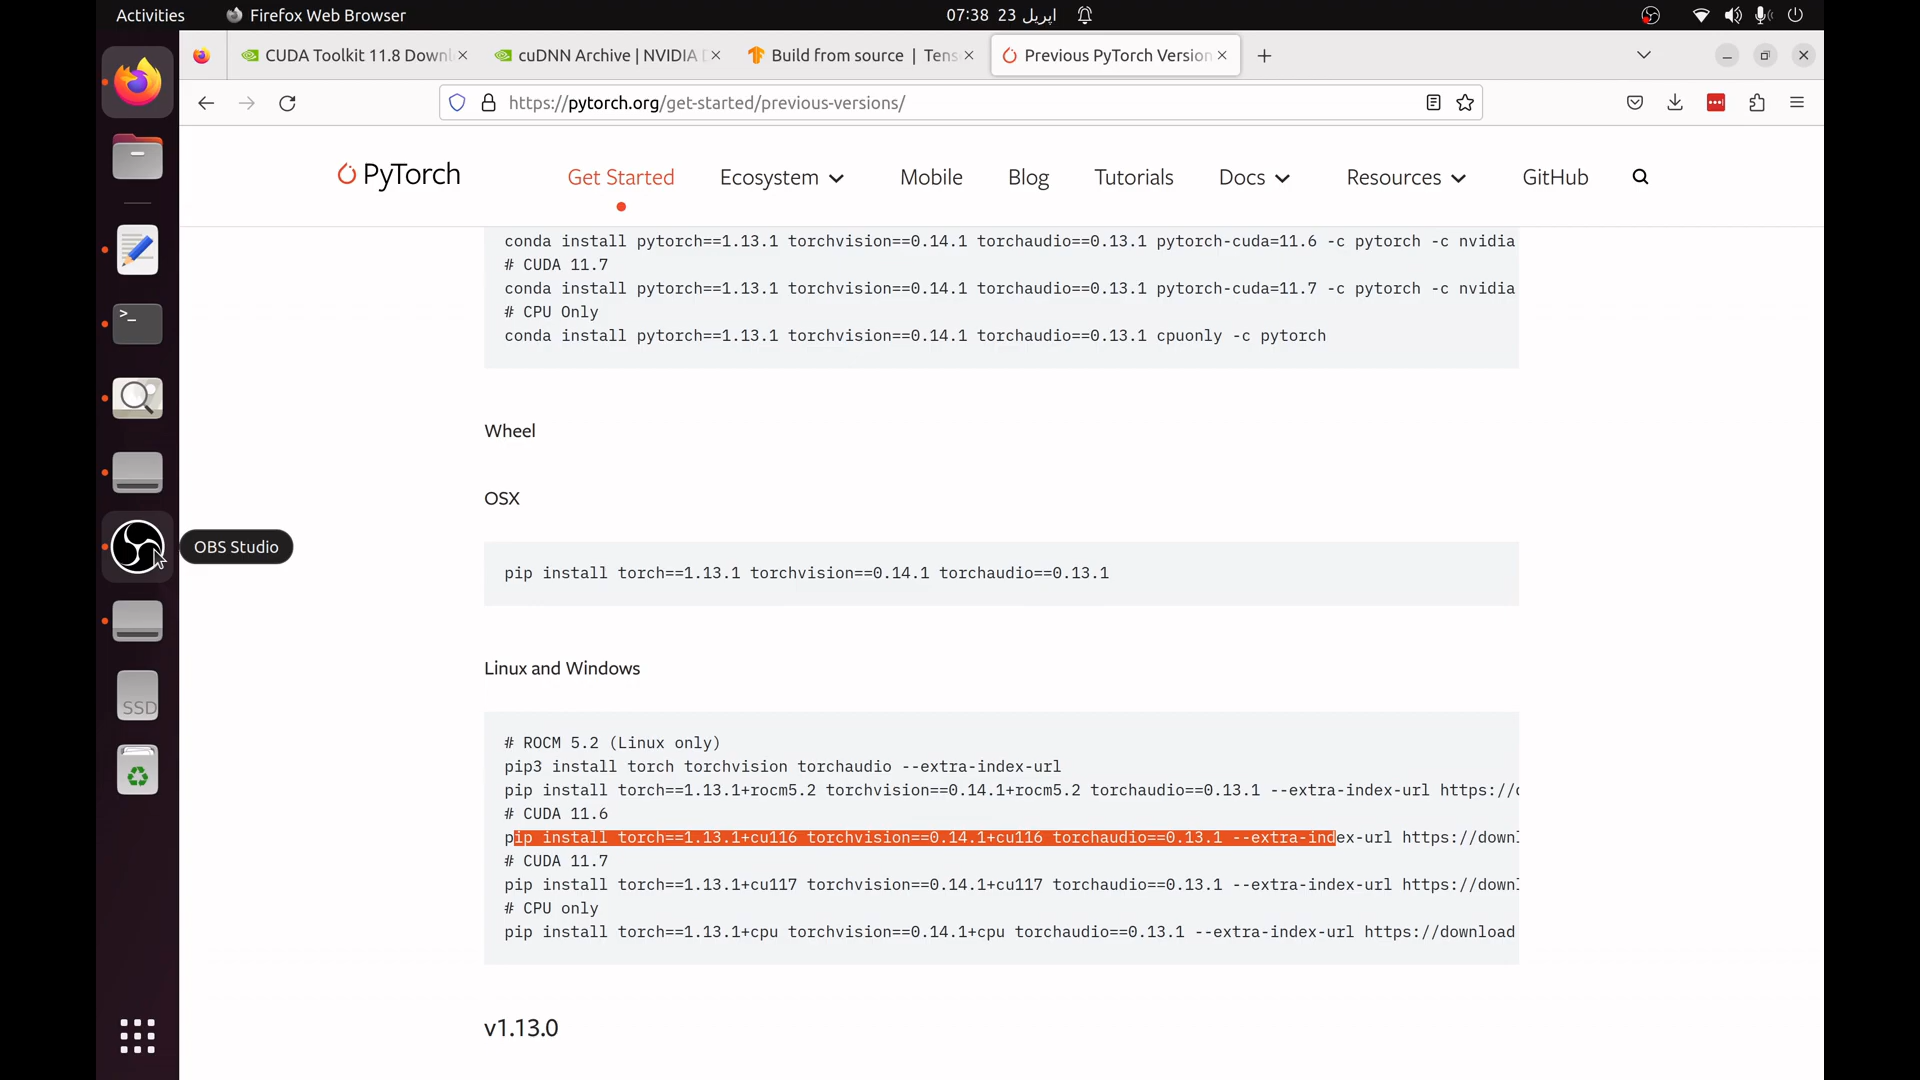 Activities
Firefox Web Browser
07:38 23 اپریل
CUDA Toolkit 11.8 Downl
cuDNN Archive | NVIDIA D
Build from source | Tens
Previous PyTorch Version
https://pytorch.org/get-started/previous-versions/
PyTorch
Get Started
Ecosystem
Mobile
Blog
Tutorials
Docs
Resources
GitHub
conda install pytorch==1.13.1 torchvision==0.14.1 torchaudio==0.13.1 pytorch-cuda=11.6 -c pytorch -c nvidia
# CUDA 11.7
conda install pytorch==1.13.1 torchvision==0.14.1 torchaudio==0.13.1 pytorch-cuda=11.7 -c pytorch -c nvidia
# CPU Only
conda install pytorch==1.13.1 torchvision==0.14.1 torchaudio==0.13.1 cpuonly -c pytorch
Wheel
OSX
OBS Studio
pip install torch==1.13.1 torchvision==0.14.1 torchaudio==0.13.1
Linux and Windows
SSD
# ROCM 5.2 (Linux only)
pip3 install torch torchvision torchaudio --extra-index-url
pip install torch==1.13.1+rocm5.2 torchvision==0.14.1+rocm5.2 torchaudio==0.13.1 --extra-index-url https://
# CUDA 11.6
pip install torch==1.13.1+cu116 torchvision==0.14.1+cu116 torchaudio==0.13.1 --extra-index-url https://downl
# CUDA 11.7
pip install torch==1.13.1+cu117 torchvision==0.14.1+cu117 torchaudio==0.13.1 --extra-index-url https://downl
# CPU only
pip install torch==1.13.1+cpu torchvision==0.14.1+cpu torchaudio==0.13.1 --extra-index-url https://download
v1.13.0